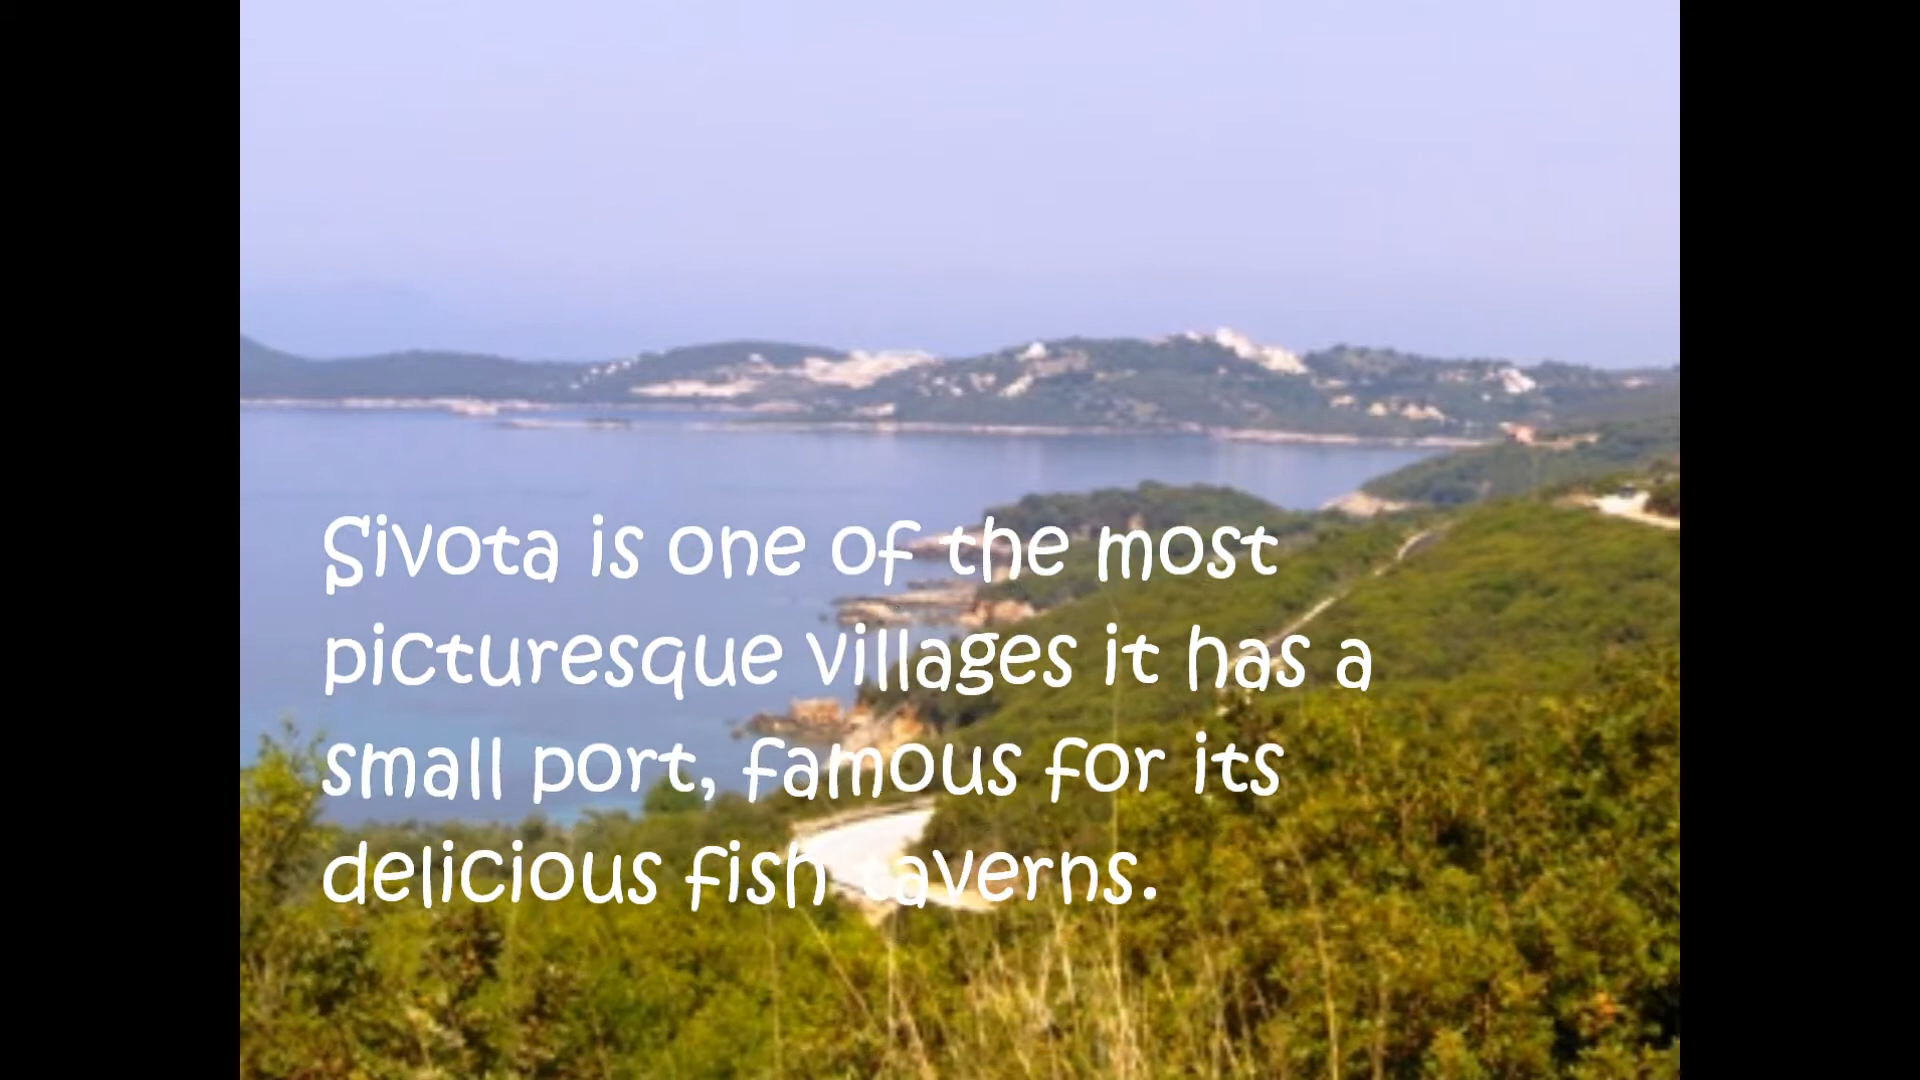 Sivota is one of the most
picturesque villages it has a
small port, famous for its
delicious fish taverns.